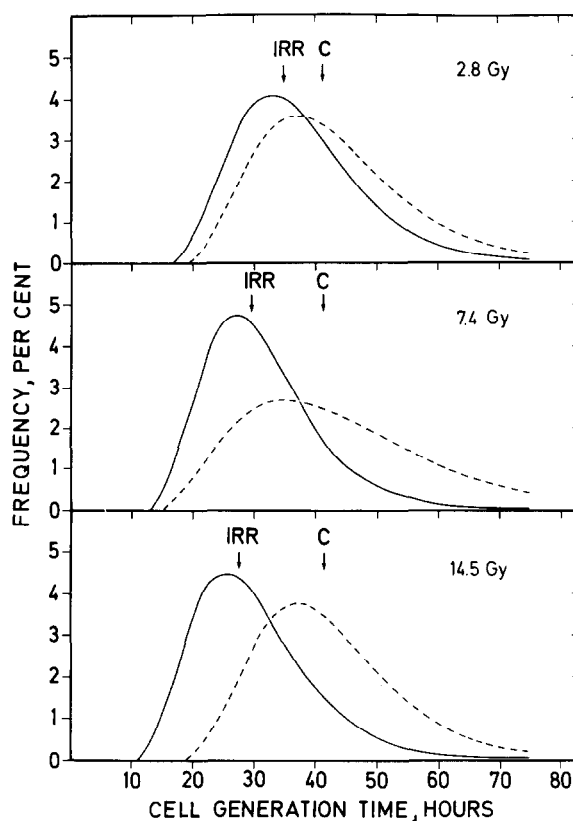 IRR C
2.8 Gy
5
4
3
2
1
0
IRR C
7.4 Gy
5
4
3
2
1
0
IRR C
14.5 Gy
5
4
3
2
1
0
10 20 30 40 50 60 70 80
FREQUENCY, PER CENT
CELL GENERATION TIME, HOURS